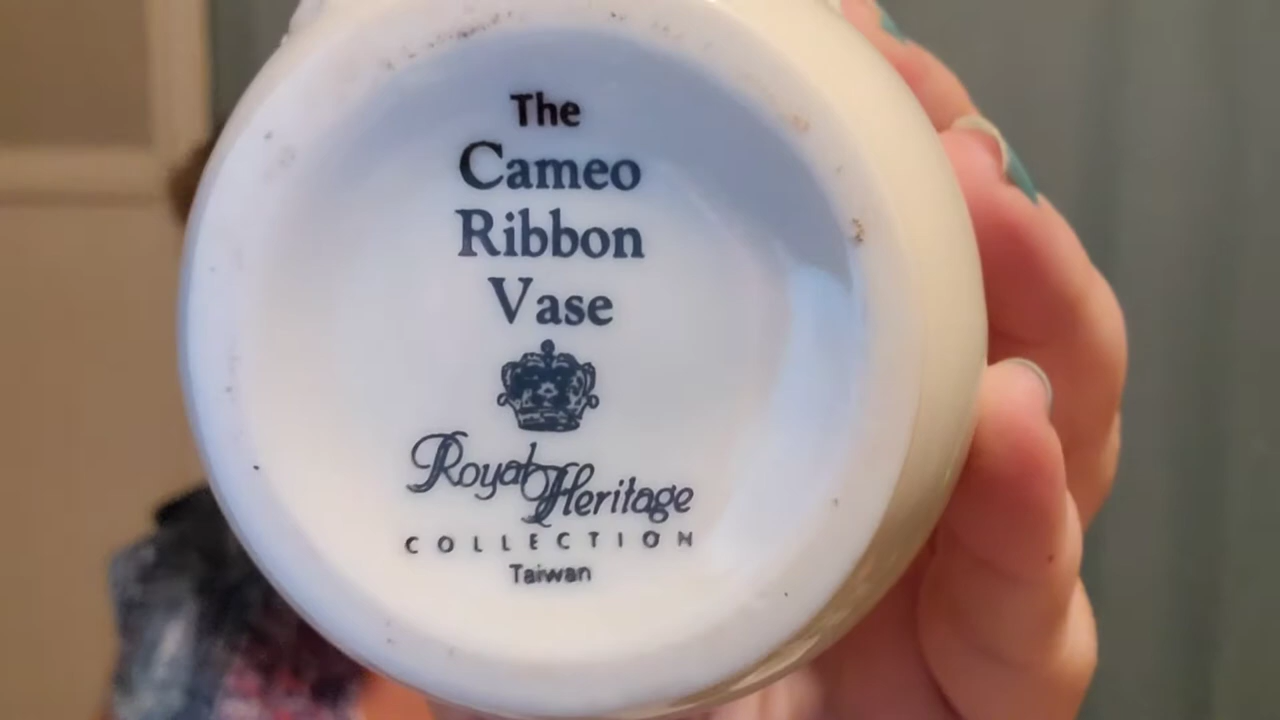 The
Cameo
Ribbon
Vase
Royal Heritage
COLLECTION
Taiwan